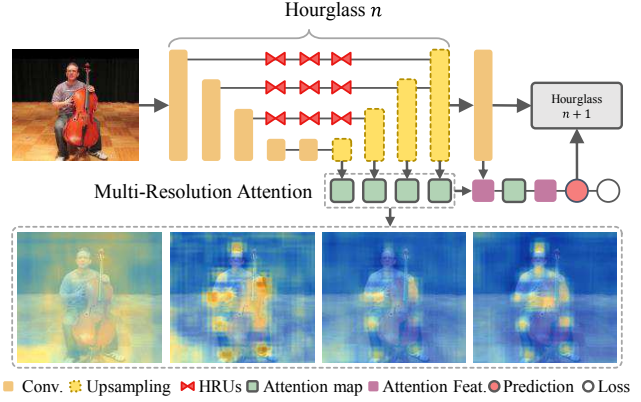 Hourglass n
Hourglass
n + 1
Multi-Resolution Attention
Conv. Upsampling HRUs Attention map Attention Feat. Prediction Loss